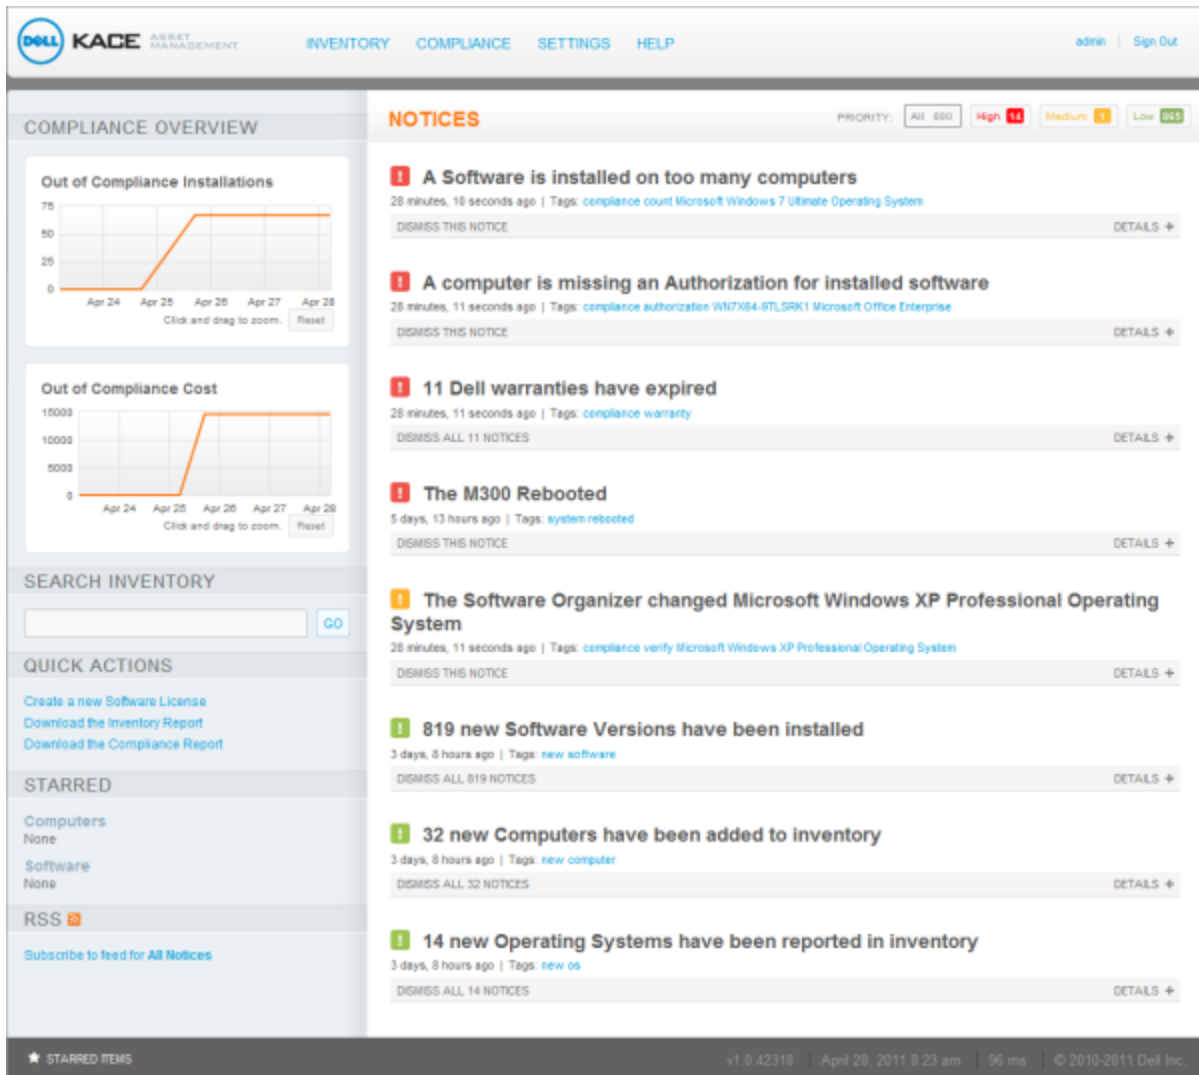 DELL KACE ASSET MANAGEMENT
INVENTORY COMPLIANCE SETTINGS HELP
admin Sign Out
COMPLIANCE OVERVIEW
Out of Compliance Installations
75
50
25
0
Apr 24 Apr 25 Apr 26 Apr 27 Apr 28
Click and drag to zoom. Reset
Out of Compliance Cost
15000
10000
5000
0
Apr 24 Apr 25 Apr 26 Apr 27 Apr 28
Click and drag to zoom. Reset
SEARCH INVENTORY
GO
QUICK ACTIONS
Create a new Software License
Download the Inventory Report
Download the Compliance Report
STARRED
Computers
None
Software
None
RSS
Subscribe to feed for All Notices
NOTICES
PRIORITY: All 880 High 14 Medium 1 Low 865
! A Software is installed on too many computers
28 minutes, 10 seconds ago | Tags: compliance count Microsoft Windows 7 Ultimate Operating System
DISMISS THIS NOTICE DETAILS +
! A computer is missing an Authorization for installed software
28 minutes, 11 seconds ago | Tags: compliance authorization WN7X64-9TLSRK1 Microsoft Office Enterprise
DISMISS THIS NOTICE DETAILS +
! 11 Dell warranties have expired
28 minutes, 11 seconds ago | Tags: compliance warranty
DISMISS ALL 11 NOTICES DETAILS +
! The M300 Rebooted
5 days, 13 hours ago | Tags: system rebooted
DISMISS THIS NOTICE DETAILS +
! The Software Organizer changed Microsoft Windows XP Professional Operating
System
28 minutes, 11 seconds ago | Tags: compliance verify Microsoft Windows XP Professional Operating System
DISMISS THIS NOTICE DETAILS +
! 819 new Software Versions have been installed
3 days, 8 hours ago | Tags: new software
DISMISS ALL 819 NOTICES DETAILS +
! 32 new Computers have been added to inventory
3 days, 8 hours ago | Tags: new computer
DISMISS ALL 32 NOTICES DETAILS +
! 14 new Operating Systems have been reported in inventory
3 days, 8 hours ago | Tags: new os
DISMISS ALL 14 NOTICES DETAILS +
★ STARRED ITEMS
v1.0.42318 | April 28, 2011 8:23 am | 96 ms | © 2010-2011 Dell Inc.